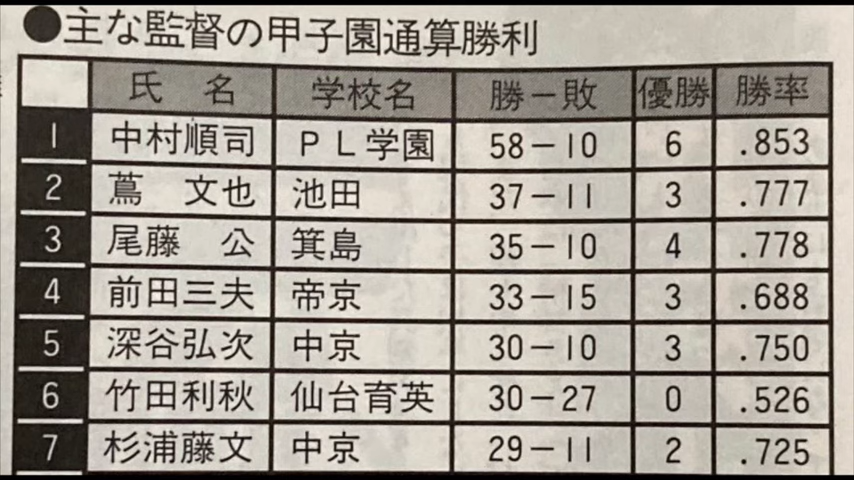 ●主な監督の甲子園通算勝利
氏 名 学校名 勝－敗 優勝 勝率
1 中村順司 ＰＬ学園 58－10 6 .853
2 蔦 文也 池田 37－11 3 .777
3 尾藤 公 箕島 35－10 4 .778
4 前田三夫 帝京 33－15 3 .688
5 深谷弘次 中京 30－10 3 .750
6 竹田利秋 仙台育英 30－27 0 .526
7 杉浦藤文 中京 29－11 2 .725